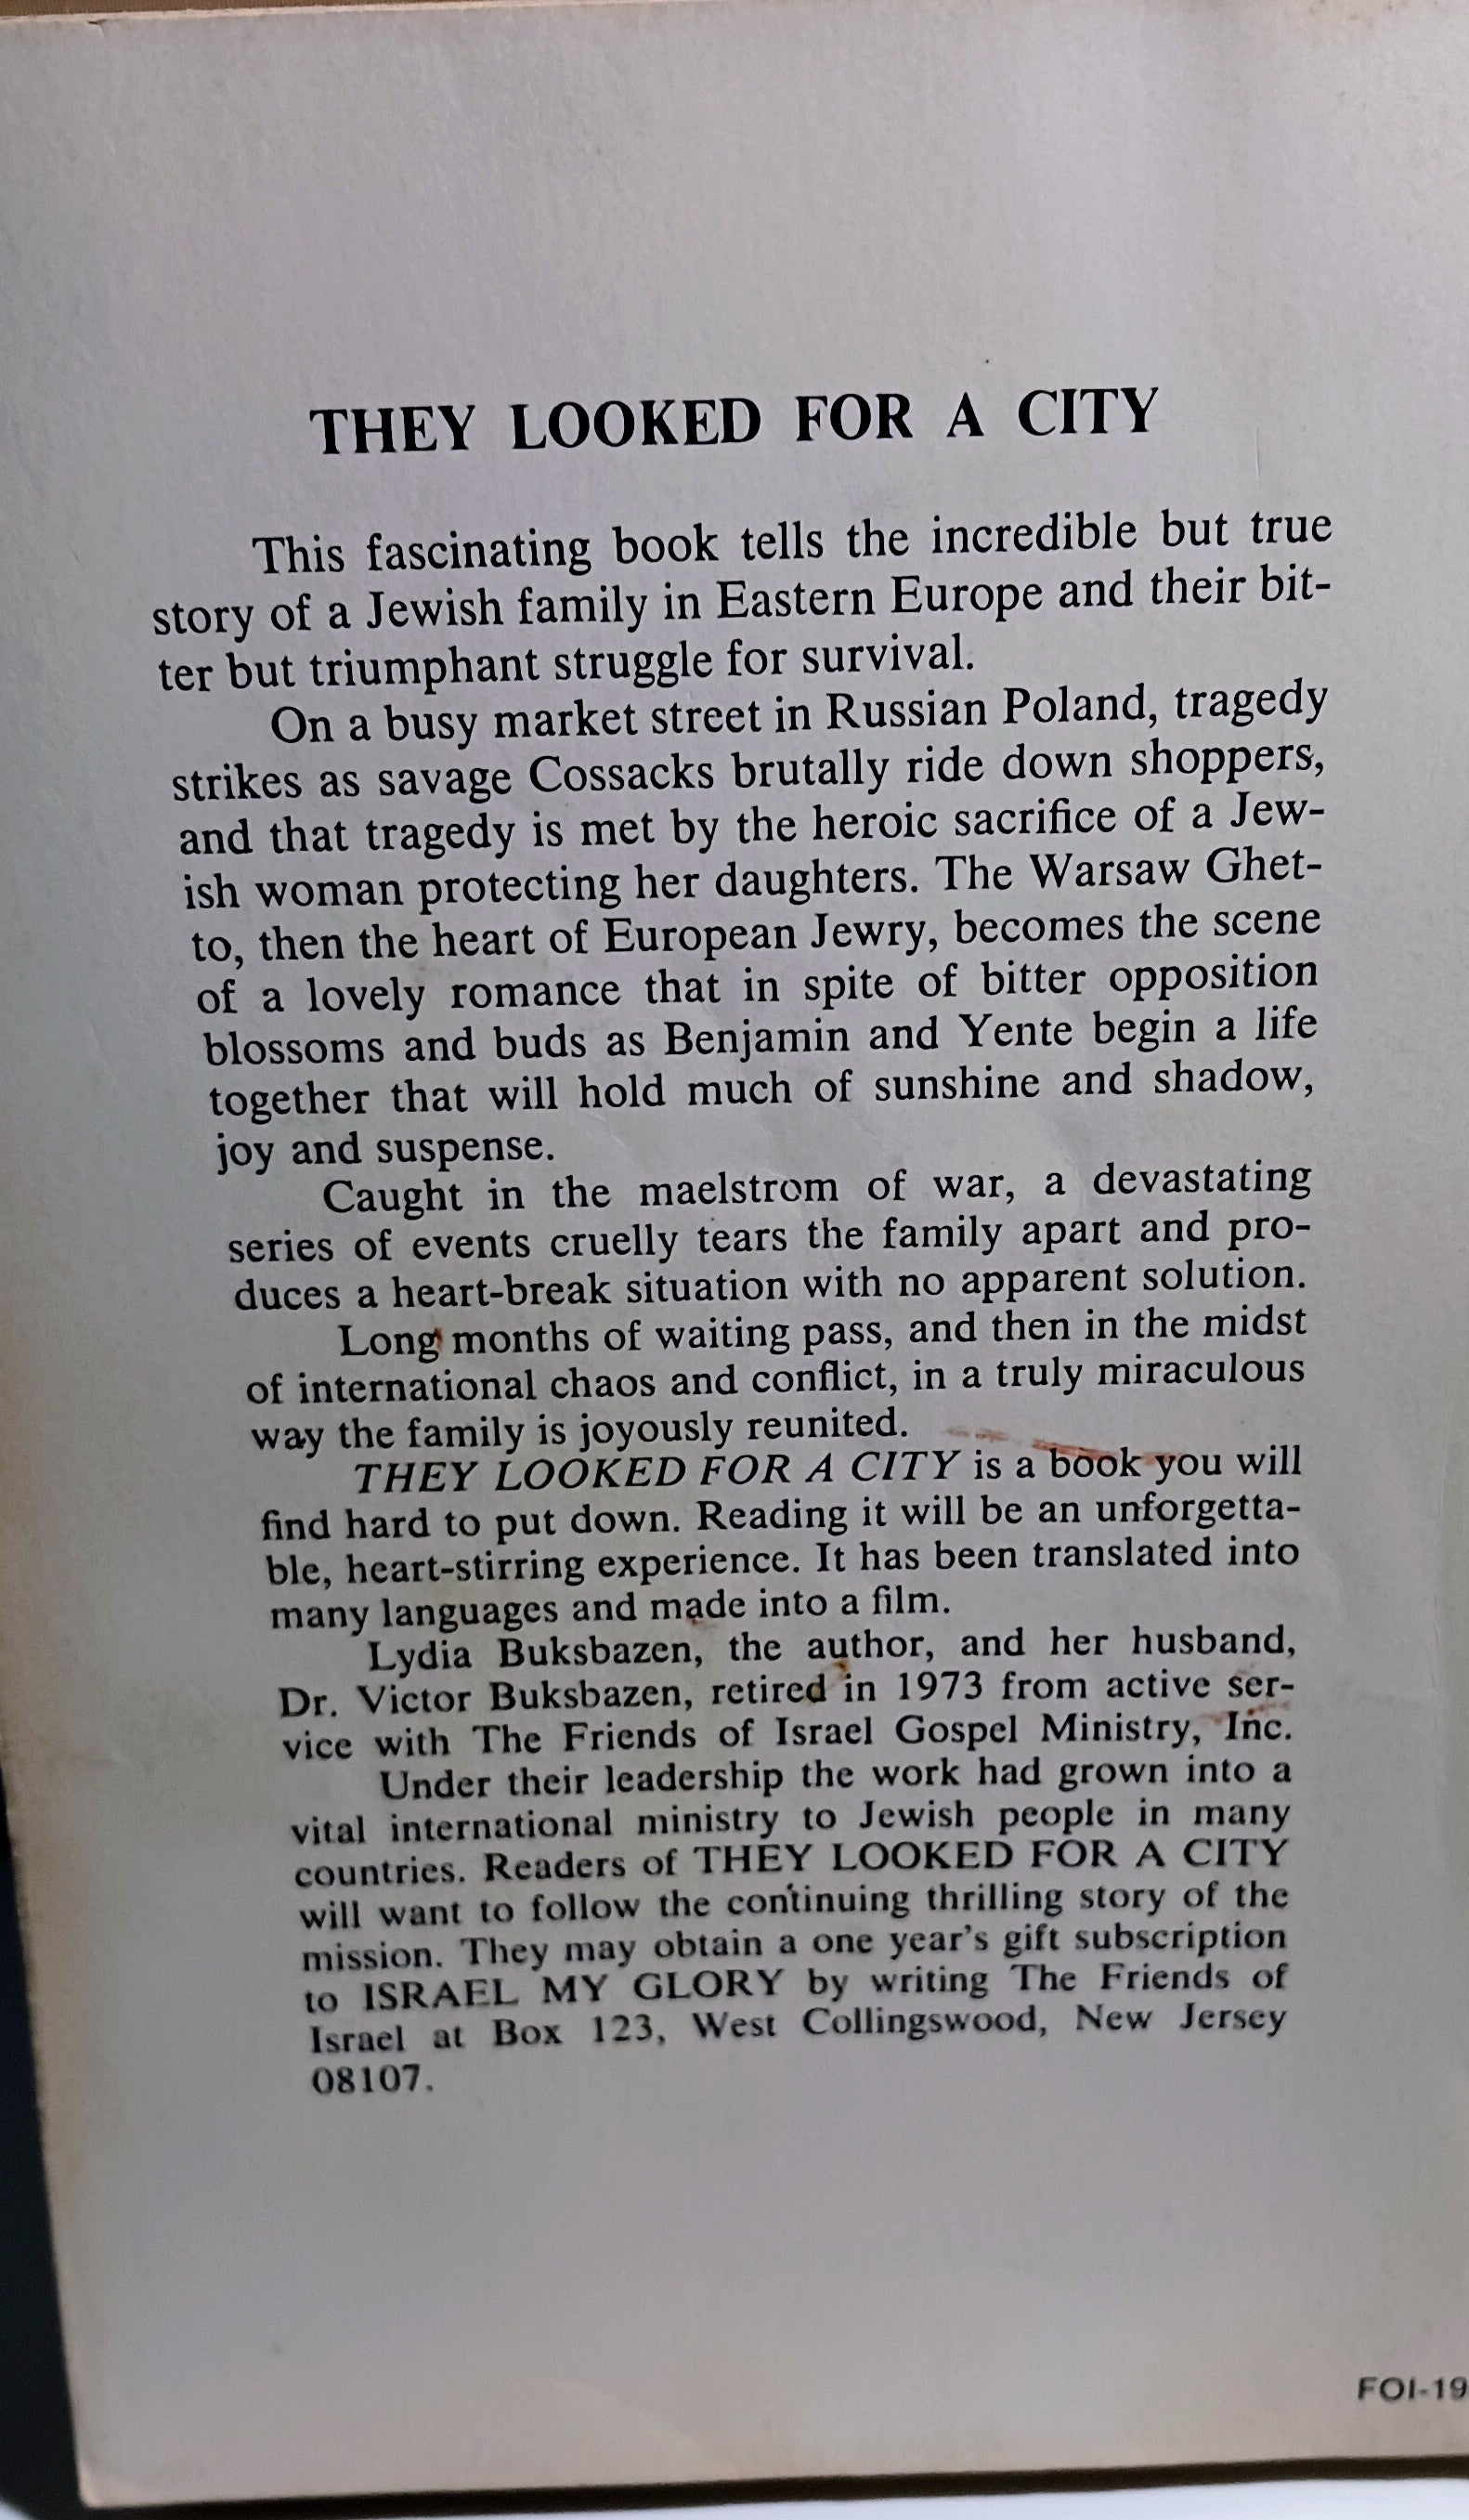 THEY LOOKED FOR A CITY
This fascinating book tells the incredible but true
story of a Jewish family in Eastern Europe and their bit-
ter but triumphant struggle for survival.
On a busy market street in Russian Poland, tragedy
strikes as savage Cossacks brutally ride down shoppers,
and that tragedy is met by the heroic sacrifice of a Jew-
ish woman protecting her daughters. The Warsaw Ghet-
to, then the heart of European Jewry, becomes the scene
of a lovely romance that in spite of bitter opposition
blossoms and buds as Benjamin and Yente begin a life
together that will hold much of sunshine and shadow,
joy and suspense.
Caught in the maelstrom of war, a devastating
series of events cruelly tears the family apart and pro-
duces a heart-break situation with no apparent solution.
Long months of waiting pass, and then in the midst
of international chaos and conflict, in a truly miraculous
way the family is joyously reunited.
THEY LOOKED FOR A CITY is a book you will
find hard to put down. Reading it will be an unforgetta-
ble, heart-stirring experience. It has been translated into
many languages and made into a film.
Lydia Buksbazen, the author, and her husband,
Dr. Victor Buksbazen, retired in 1973 from active ser-
vice with The Friends of Israel Gospel Ministry, Inc.
Under their leadership the work had grown into a
vital international ministry to Jewish people in many
countries. Readers of THEY LOOKED FOR A CITY
will want to follow the continuing thrilling story of the
mission. They may obtain a one year's gift subscription
to ISRAEL MY GLORY by writing The Friends of
Israel at Box 123, West Collingswood, New Jersey
08107.
FOI-19